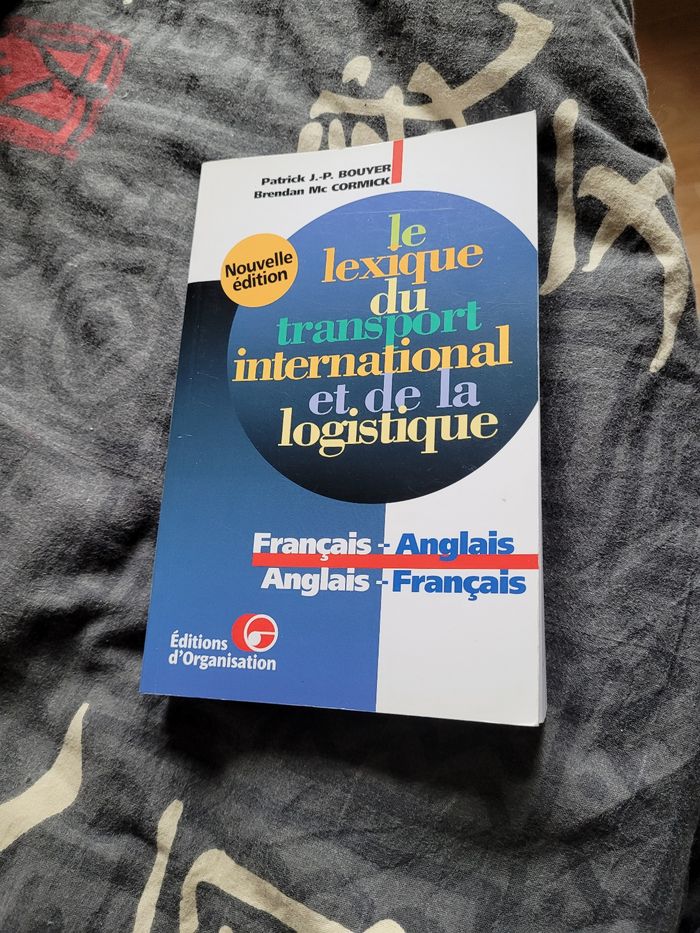 Patrick J.-P. BOUYER
Brendan Mc CORMICK
Nouvelle
édition
le
lexique
du
transport
international
et de la
logistique
Français - Anglais
Anglais - Français
Éditions
d'Organisation